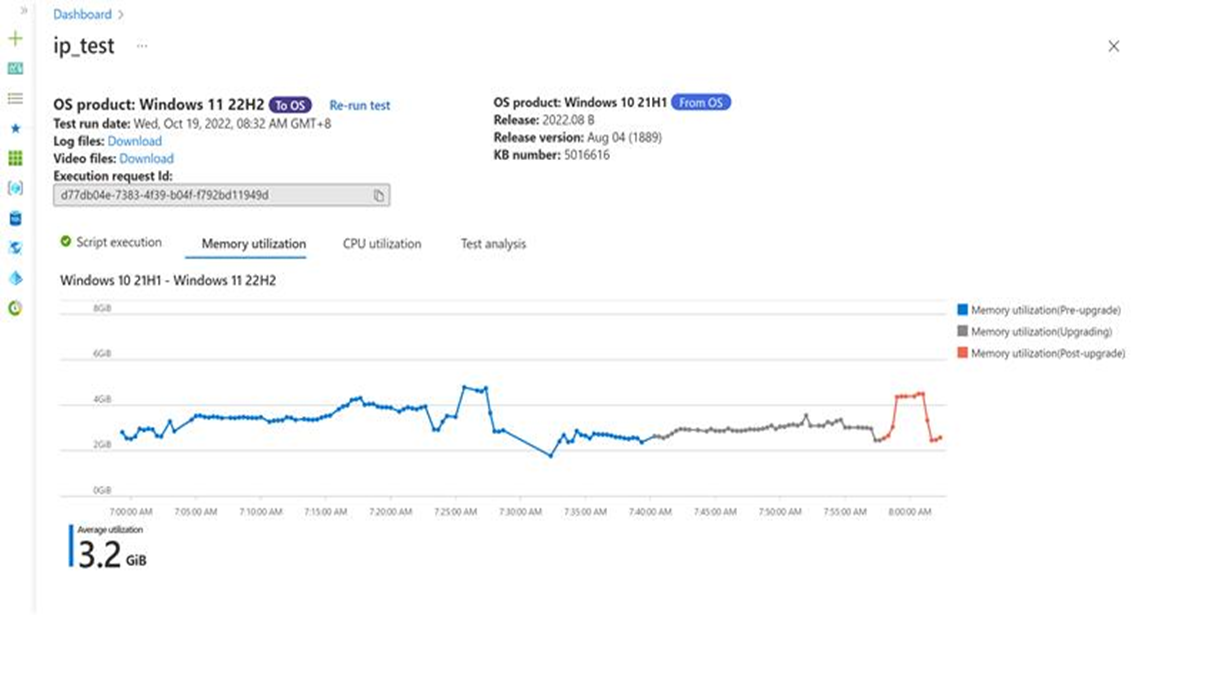 Dashboard >
ip_test ...
OS product: Windows 11 22H2 To OS Re-run test
Test run date: Wed, Oct 19, 2022, 08:32 AM GMT+8
Log files: Download
Video files: Download
Execution request Id:
d77db04e-7383-4f39-b04f-f792bd11949d
OS product: Windows 10 21H1 From OS
Release: 2022.08 B
Release version: Aug 04 (1889)
KB number: 5016616
Script execution Memory utilization CPU utilization Test analysis
Windows 10 21H1 - Windows 11 22H2
8GiB
6GiB
4GiB
2GiB
0GiB
7:00:00 AM 7:05:00 AM 7:10:00 AM 7:15:00 AM 7:20:00 AM 7:25:00 AM 7:30:00 AM 7:35:00 AM 7:40:00 AM 7:45:00 AM 7:50:00 AM 7:55:00 AM 8:00:00 AM
Memory utilization(Pre-upgrade)
Memory utilization(Upgrading)
Memory utilization(Post-upgrade)
Average utilization
3.2 GiB